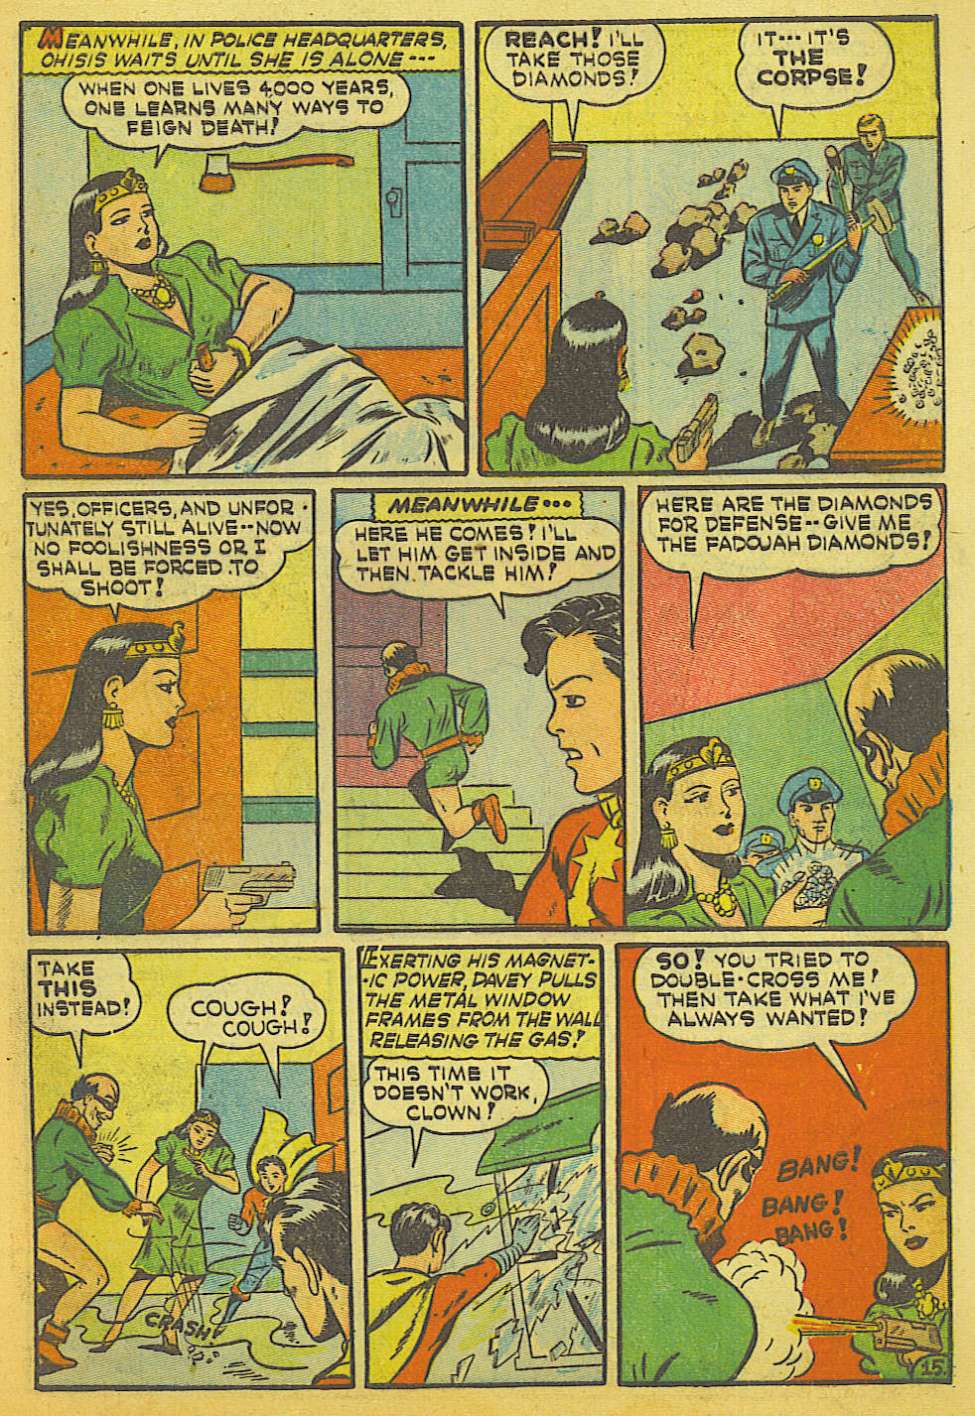 MEANWHILE, IN POLICE HEADQUARTERS,
OHISIS WAITS UNTIL SHE IS ALONE---
WHEN ONE LIVES 4,000 YEARS,
ONE LEARNS MANY WAYS TO
FEIGN DEATH!
REACH! I'LL
TAKE THOSE
DIAMONDS!
IT--- IT'S
THE
CORPSE!
YES, OFFICERS, AND UNFOR-
TUNATELY STILL ALIVE--NOW
NO FOOLISHNESS OR I
SHALL BE FORCED TO
SHOOT!
MEANWHILE---
HERE HE COMES! I'LL
LET HIM GET INSIDE AND
THEN TACKLE HIM!
HERE ARE THE DIAMONDS
FOR DEFENSE--GIVE ME
THE FADOUAH DIAMONDS!
TAKE
THIS
INSTEAD!
COUGH!
COUGH!
CRASH!
EXERTING HIS MAGNET-
-IC POWER, DAVEY PULLS
THE METAL WINDOW
FRAMES FROM THE WALL
RELEASING THE GAS!
THIS TIME IT
DOESN'T WORK,
CLOWN!
SO! YOU TRIED TO
DOUBLE-CROSS ME!
THEN TAKE WHAT I'VE
ALWAYS WANTED!
BANG!
BANG!
BANG!
15